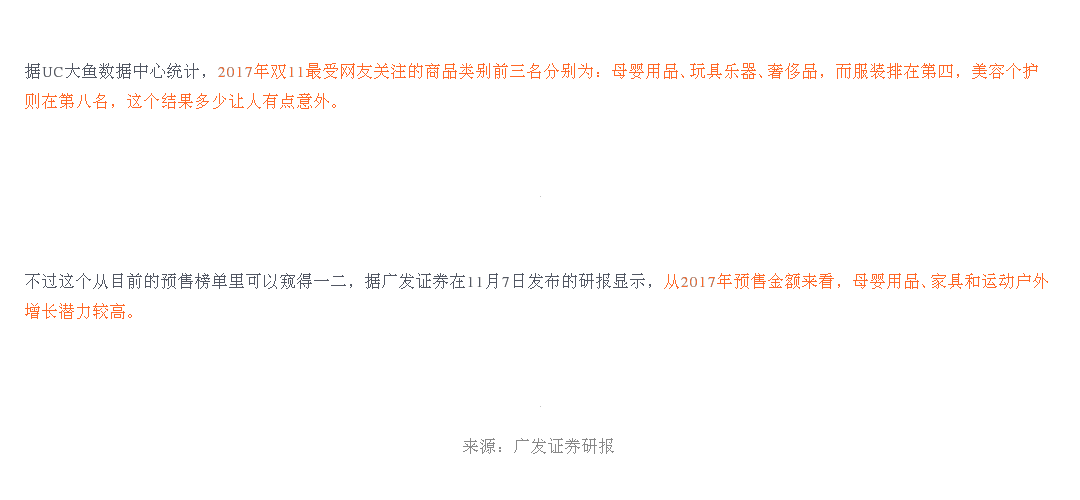 据UC大鱼数据中心统计，2017年双11最受网友关注的商品类别前三名分别为：母婴用品、玩具乐器、奢侈品，而服装排在第四，美容个护
则在第八名，这个结果多少让人有点意外。
不过这个从目前的预售榜单里可以窥得一二，据广发证券在11月7日发布的研报显示，从2017年预售金额来看，母婴用品、家具和运动户外
增长潜力较高。
来源：广发证券研报